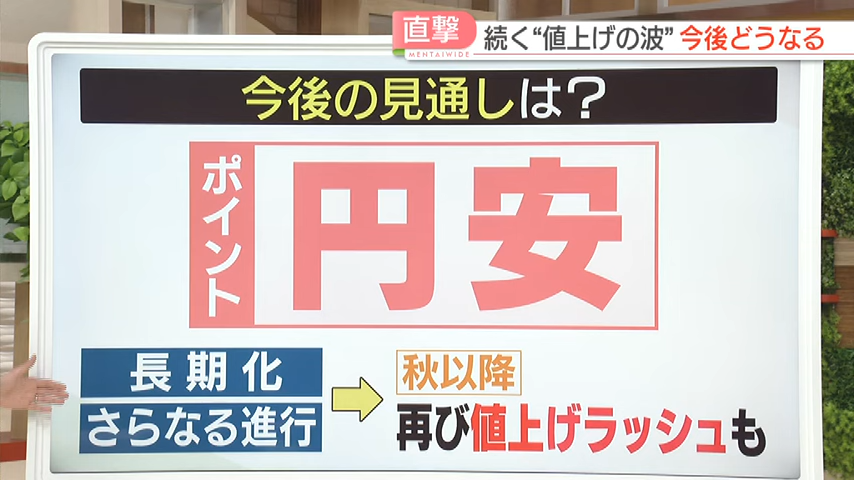 直撃
MENTAIWIDE
続く“値上げの波”今後どうなる
今後の見通しは?
ポイント
円安
長期化
さらなる進行
秋以降
再び値上げラッシュも